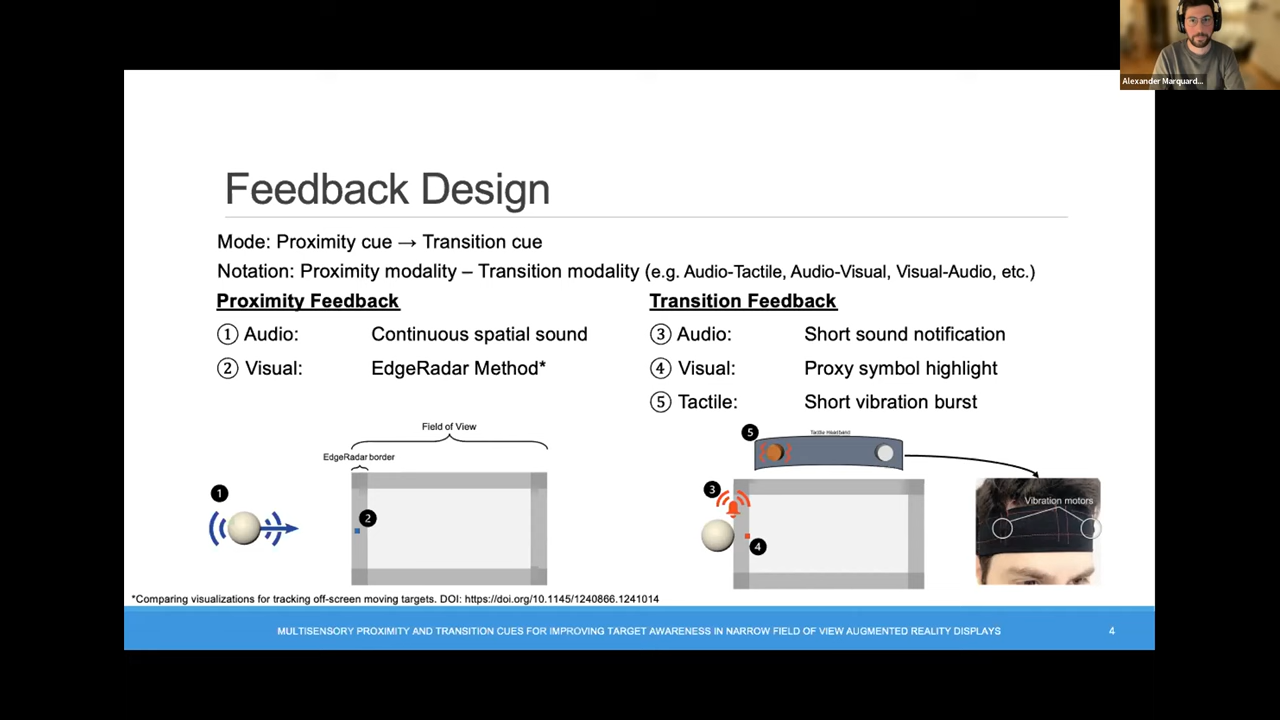 Alexander Marquard...
Feedback Design
Mode: Proximity cue → Transition cue
Notation: Proximity modality – Transition modality (e.g. Audio-Tactile, Audio-Visual, Visual-Audio, etc.)
Proximity Feedback
① Audio: Continuous spatial sound
② Visual: EdgeRadar Method*
Transition Feedback
③ Audio: Short sound notification
④ Visual: Proxy symbol highlight
⑤ Tactile: Short vibration burst
Field of View
EdgeRadar border
1
2
5
Tactile Headband
3
4
Vibration motors
*Comparing visualizations for tracking off-screen moving targets. DOI: https://doi.org/10.1145/1240866.1241014
MULTISENSORY PROXIMITY AND TRANSITION CUES FOR IMPROVING TARGET AWARENESS IN NARROW FIELD OF VIEW AUGMENTED REALITY DISPLAYS
4